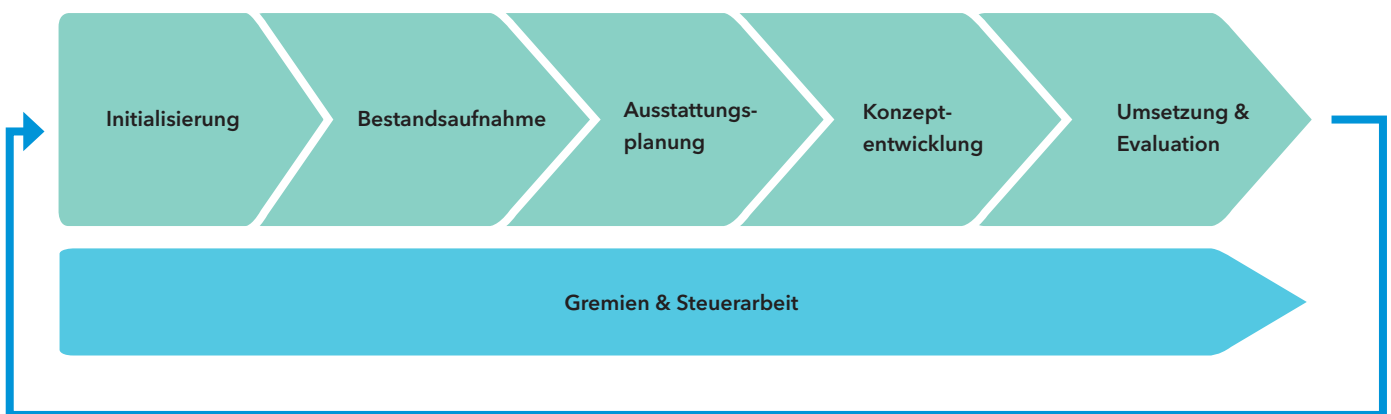 Initialisierung
Bestandsaufnahme
Ausstattungs-
planung
Konzept-
entwicklung
Umsetzung &
Evaluation
Gremien & Steuerarbeit